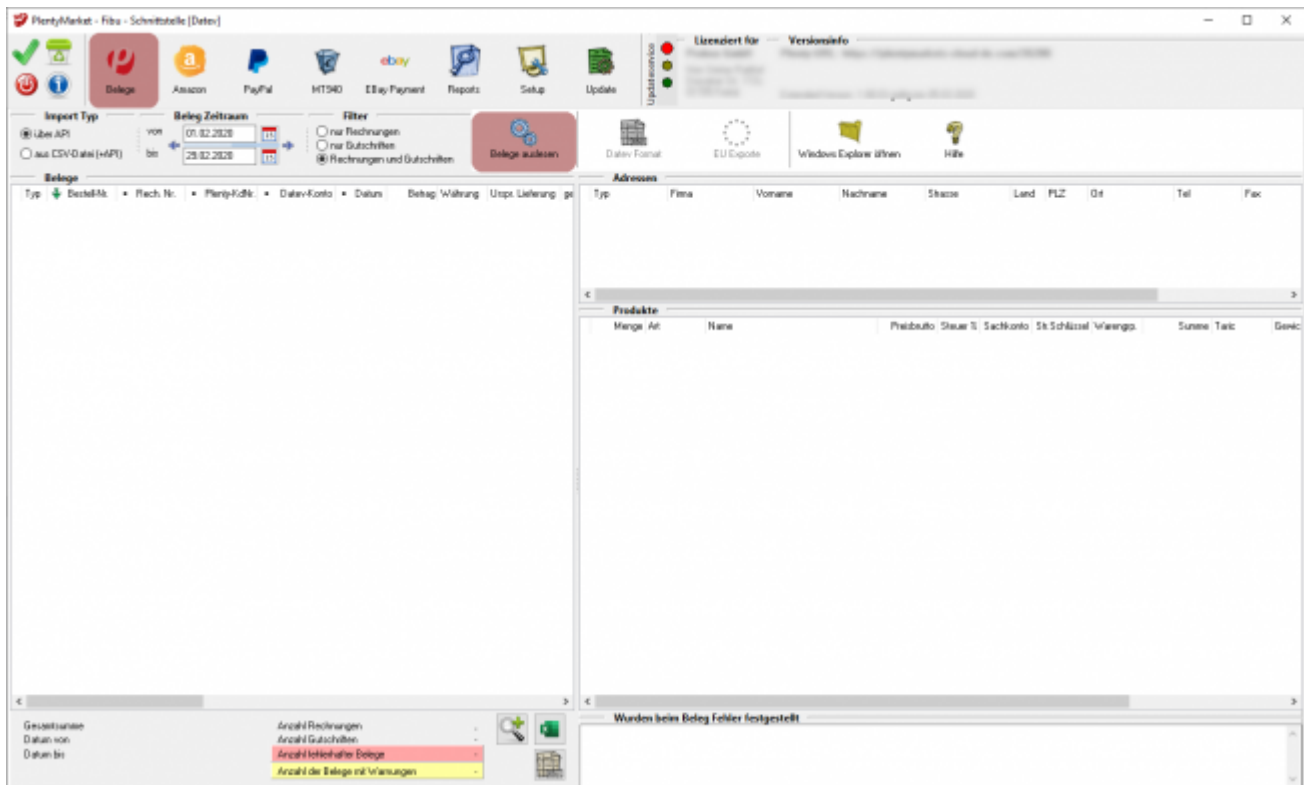 PlentyMarket - Fibu - Schnittstelle [Datev]
Belege
Amazon
PayPal
MT940
EBay Payment
Reports
Setup
Update
Updateservice
Lizenziert für
Versionsinfo
Import Typ
über API
aus CSV-Datei (+API)
Beleg Zeitraum
von 01.02.2020
bis 29.02.2020
Filter
nur Rechnungen
nur Gutschriften
Rechnungen und Gutschriften
Belege auslesen
Datev Format
EU Exporte
Windows Explorer öffnen
Hilfe
Belege
Typ Bestell-Nr. Rech. Nr. Plenty-KdNr. Datev-Konto Datum Betrag Währung Urspr. Lieferung
Adressen
Typ Firma Vorname Nachname Strasse Land PLZ Ort Tel Fax
Produkte
Menge Art Name Preisbrutto Steuer % Sachkonto Str.Schlüssel Warengrp. Summe Taric Gewic
Gesamtsumme
Datum von
Datum bis
Anzahl Rechnungen -
Anzahl Gutschriften -
Anzahl fehlerhafter Belege -
Anzahl der Belege mit Warnungen -
Wurden beim Beleg Fehler festgestellt